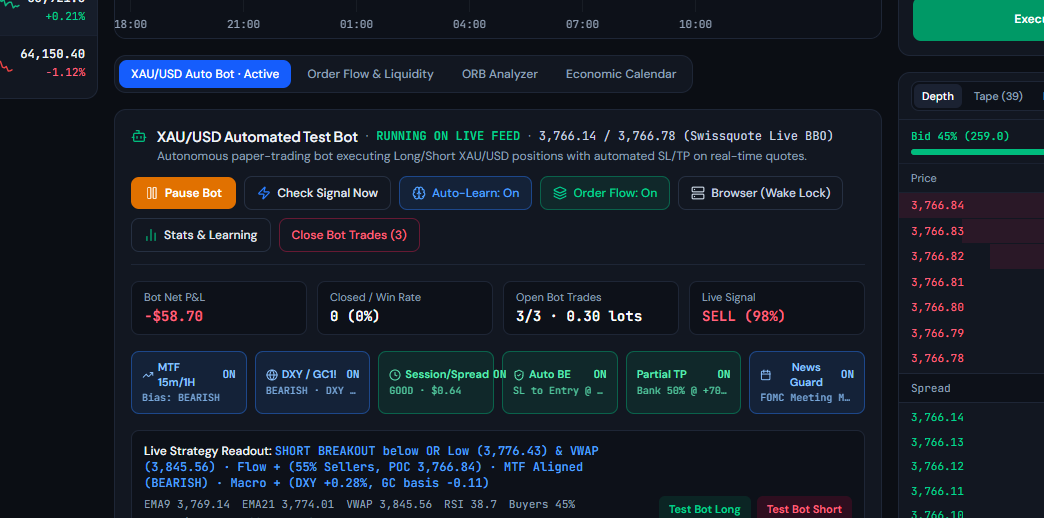 +0.21%
64,150.40
-1.12%
18:00 21:00 01:00 04:00 07:00 10:00
XAU/USD Auto Bot · Active
Order Flow & Liquidity
ORB Analyzer
Economic Calendar
XAU/USD Automated Test Bot · RUNNING ON LIVE FEED · 3,766.14 / 3,766.78 (Swissquote Live BBO)
Autonomous paper-trading bot executing Long/Short XAU/USD positions with automated SL/TP on real-time quotes.
Pause Bot
Check Signal Now
Auto-Learn: On
Order Flow: On
Browser (Wake Lock)
Stats & Learning
Close Bot Trades (3)
Bot Net P&L
-$58.70
Closed / Win Rate
0 (0%)
Open Bot Trades
3/3 · 0.30 lots
Live Signal
SELL (98%)
MTF
15m/1H
ON
Bias: BEARISH
DXY / GC1! ON
BEARISH · DXY …
Session/Spread ON
GOOD · $0.64
Auto BE ON
SL to Entry @ …
Partial TP ON
Bank 50% @ +70…
News
Guard
ON
FOMC Meeting M…
Live Strategy Readout: SHORT BREAKOUT below OR Low (3,776.43) & VWAP
(3,845.56) · Flow + (55% Sellers, POC 3,766.84) · MTF Aligned
(BEARISH) · Macro + (DXY +0.28%, GC basis -0.11)
EMA9 3,769.14 EMA21 3,774.01 VWAP 3,845.56 RSI 38.7 Buyers 45%
Test Bot Long
Test Bot Short
Depth
Tape (39)
Bid 45% (259.0)
Price
3,766.84
3,766.83
3,766.82
3,766.81
3,766.80
3,766.79
3,766.78
Spread
3,766.14
3,766.13
3,766.12
3,766.11
3,766.10